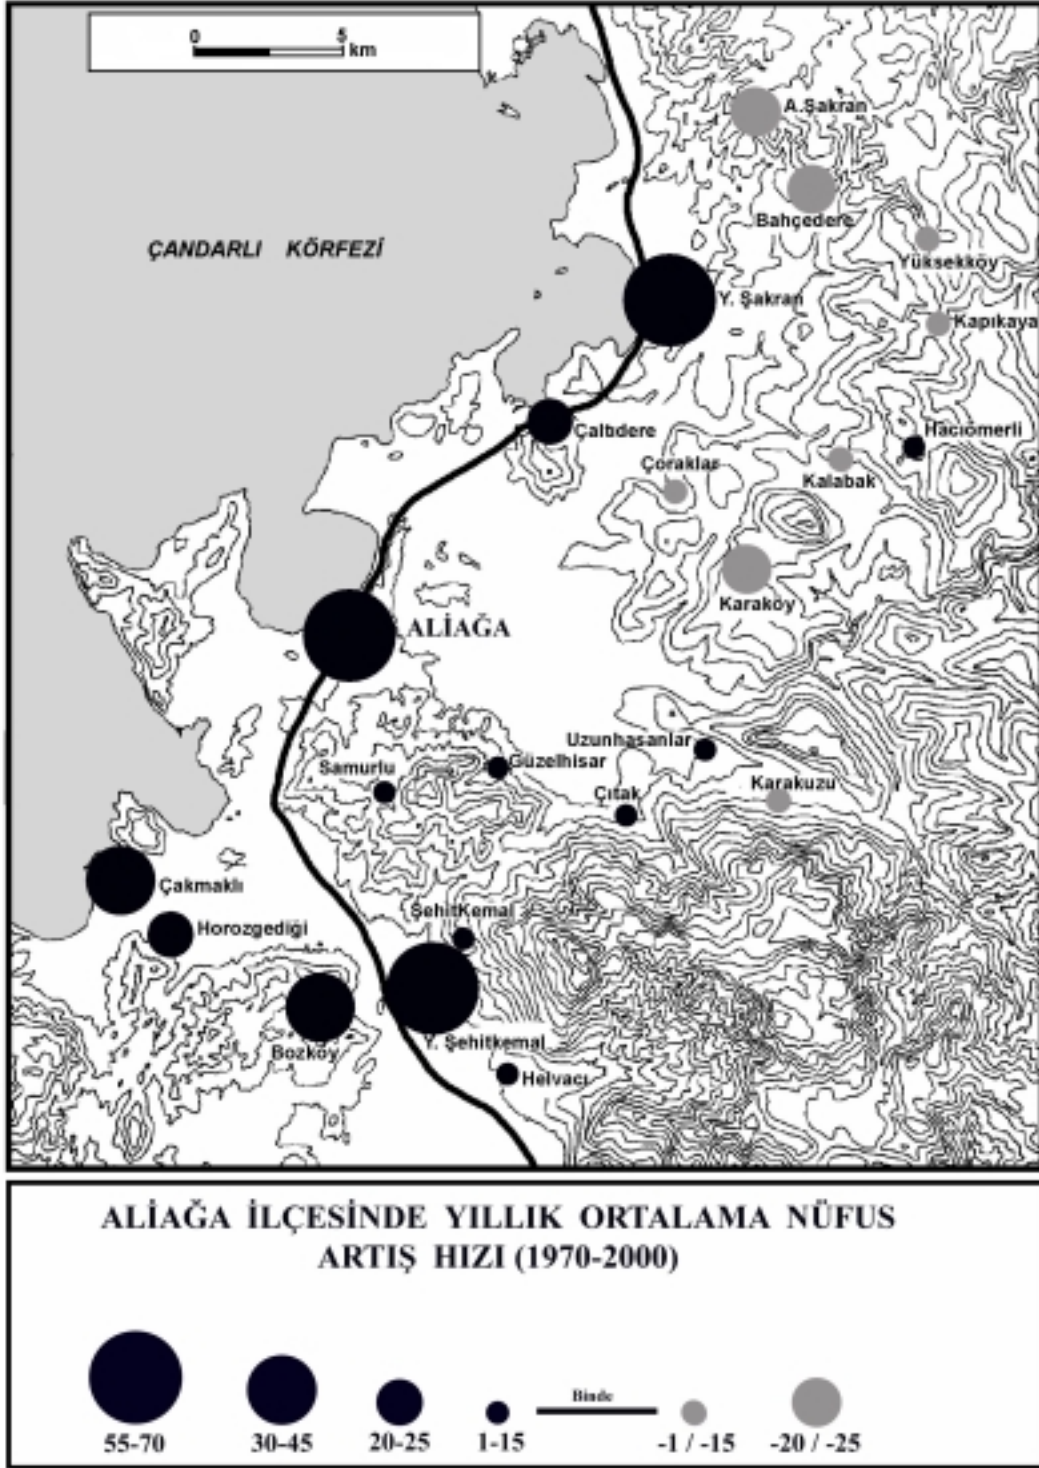 0 5
km
A.Şakran
Bahçedere
ÇANDARLI KÖRFEZİ
Yüksekköy
Y. Şakran
Kapıkaya
Çaltıdere
Hacıömerli
Çoraklar
Kalabak
Karaköy
ALİAĞA
Uzunhasanlar
Güzelhisar
Samurlu
Karakuzu
Çıtak
Çakmaklı
ŞehitKemal
Horozgediği
Y. Şehitkemal
Bozköy
Helvacı
ALİAĞA İLÇESİNDE YILLIK ORTALAMA NÜFUS
ARTIŞ HIZI (1970-2000)
Binde
55-70 30-45 20-25 1-15 -1 / -15 -20 / -25